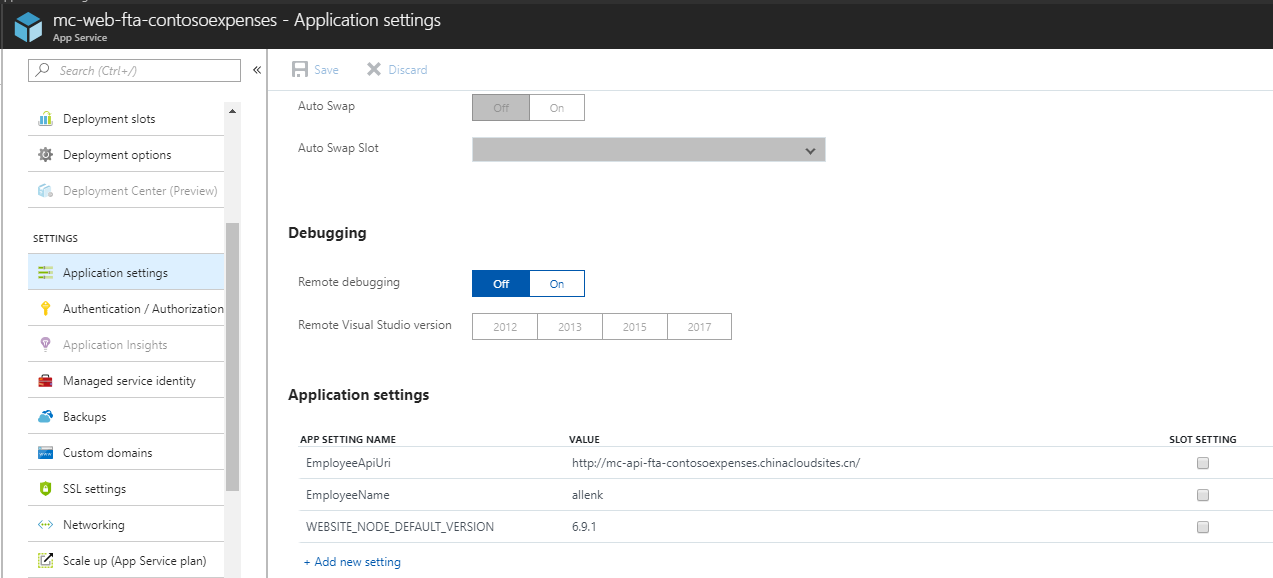 mc-web-fta-contosoexpenses - Application settings
App Service
Search (Ctrl+/)
«
Deployment slots
Deployment options
Deployment Center (Preview)
SETTINGS
Application settings
Authentication / Authorization
Application Insights
Managed service identity
Backups
Custom domains
SSL settings
Networking
Scale up (App Service plan)
Save Discard
Auto Swap Off On
Auto Swap Slot
Debugging
Remote debugging Off On
Remote Visual Studio version 2012 2013 2015 2017
Application settings
APP SETTING NAME VALUE SLOT SETTING
EmployeeApiUri http://mc-api-fta-contosoexpenses.chinacloudsites.cn/
EmployeeName allenk
WEBSITE_NODE_DEFAULT_VERSION 6.9.1
+ Add new setting